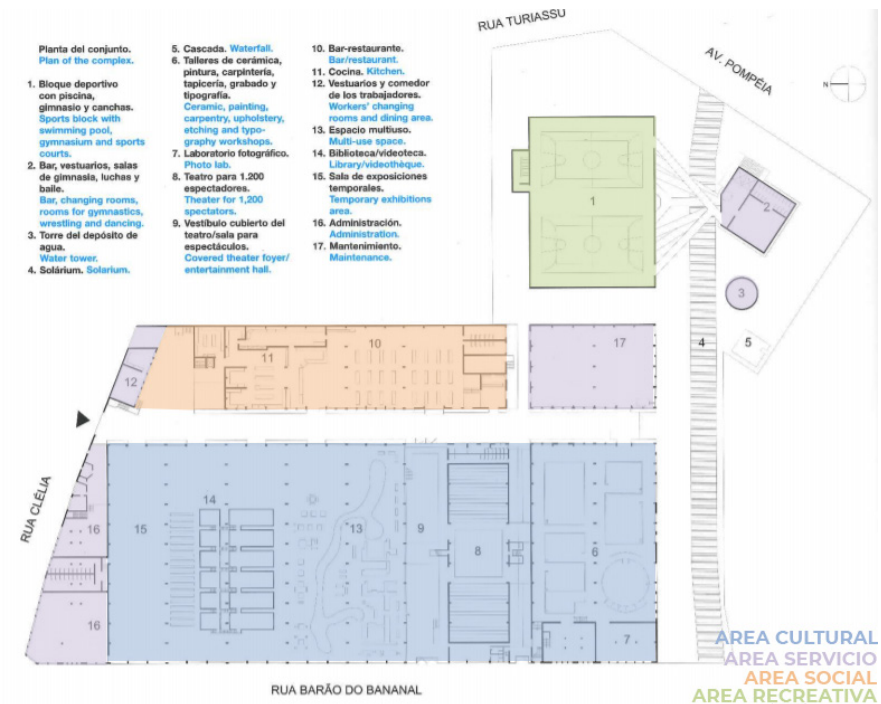 RUA TURIASSU
AV. POMPÉIA
N
Planta del conjunto.
Plan of the complex.
1. Bloque deportivo
con piscina,
gimnasio y canchas.
Sports block with
swimming pool,
gymnasium and sports
courts.
2. Bar, vestuarios, salas
de gimnasia, luchas y
baile.
Bar, changing rooms,
rooms for gymnastics,
wrestling and dancing.
3. Torre del depósito de
agua.
Water tower.
4. Solárium. Solarium.
5. Cascada. Waterfall.
6. Talleres de cerámica,
pintura, carpintería,
tapicería, grabado y
tipografía.
Ceramic, painting,
carpentry, upholstery,
etching and typo-
graphy workshops.
7. Laboratorio fotográfico.
Photo lab.
8. Teatro para 1.200
espectadores.
Theater for 1,200
spectators.
9. Vestíbulo cubierto del
teatro/sala para
espectáculos.
Covered theater foyer/
entertainment hall.
10. Bar-restaurante.
Bar/restaurant.
11. Cocina. Kitchen.
12. Vestuarios y comedor
de los trabajadores.
Workers' changing
rooms and dining area.
13. Espacio multiuso.
Multi-use space.
14. Biblioteca/videoteca.
Library/videothèque.
15. Sala de exposiciones
temporales.
Temporary exhibitions
area.
16. Administración.
Administration.
17. Mantenimiento.
Maintenance.
1
2
3
4
5
17
10
11
12
RUA CLÉLIA
16
15
14
13
9
8
6
7
16
RUA BARÃO DO BANANAL
AREA CULTURAL
AREA SERVICIO
AREA SOCIAL
AREA RECREATIVA